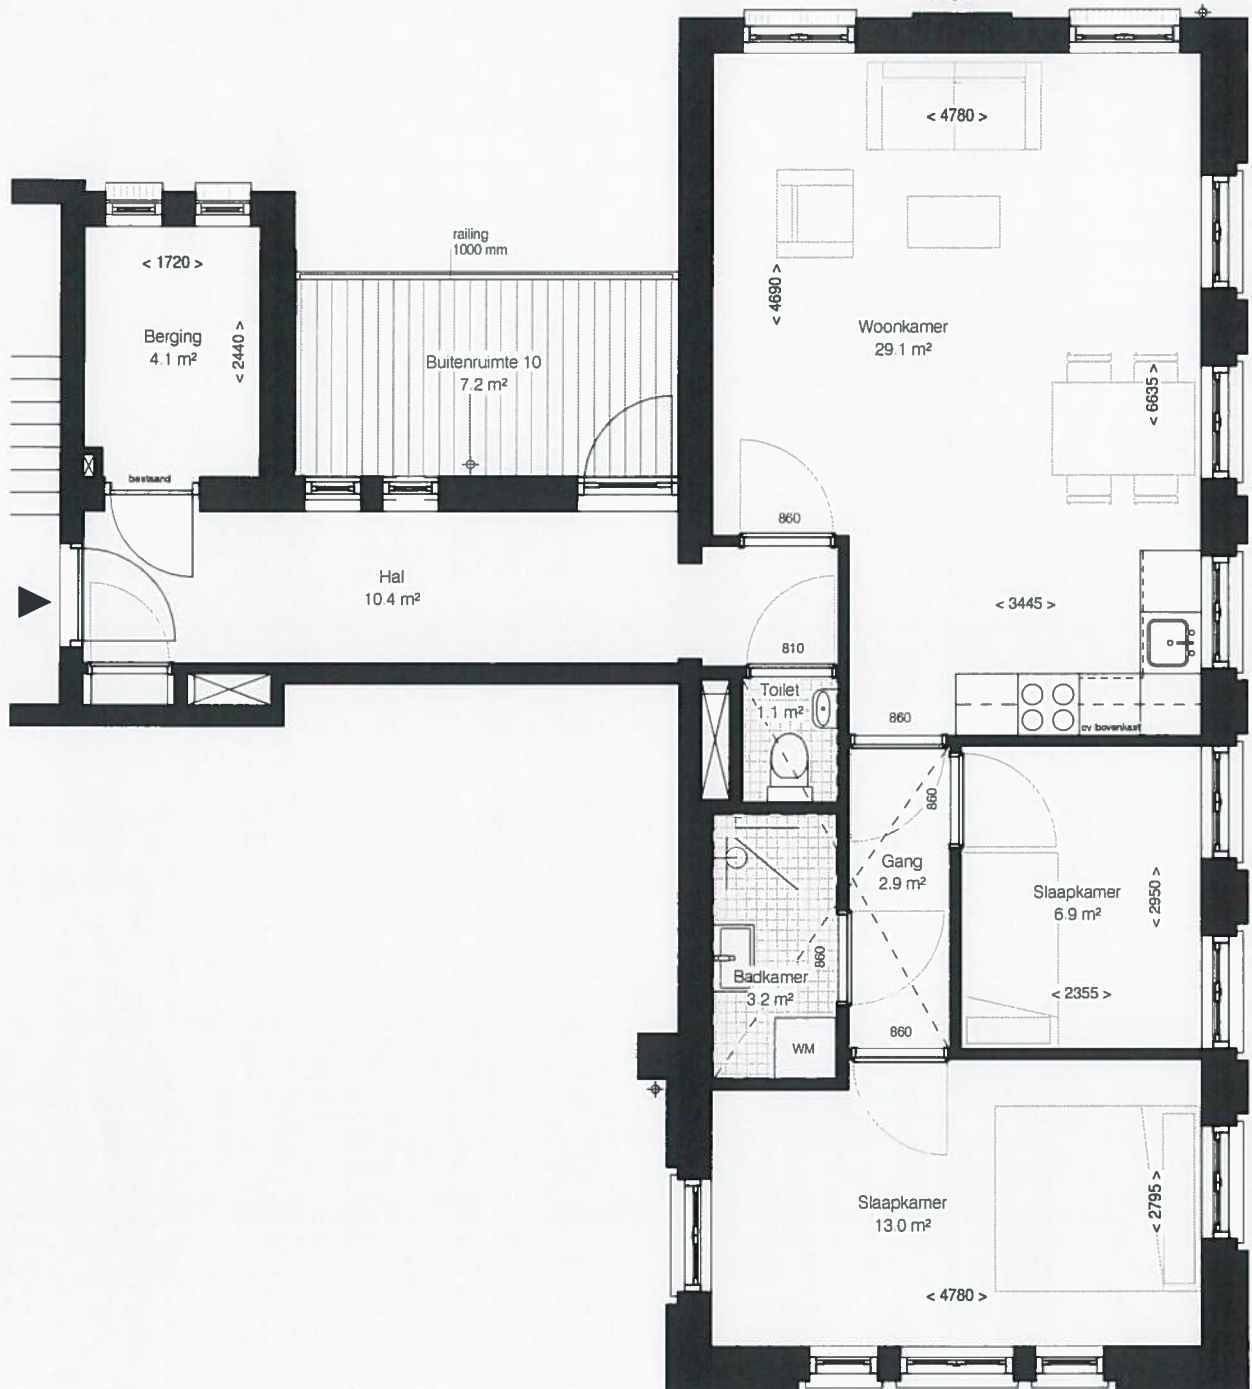 < 4780 >
railing
1000 mm
< 1720 >
< 4690 >
Berging
4.1 m²
< 2440 >
Woonkamer
29.1 m²
Buitenruimte 10
7.2 m²
< 6635 >
bestaand
860
Hal
10.4 m²
< 3445 >
810
Toilet
1.1 m²
860
cv bovenkast
860
Gang
2.9 m²
Slaapkamer
6.9 m²
< 2950 >
860
Badkamer
3.2 m²
< 2355 >
860
WM
Slaapkamer
13.0 m²
< 2795 >
< 4780 >